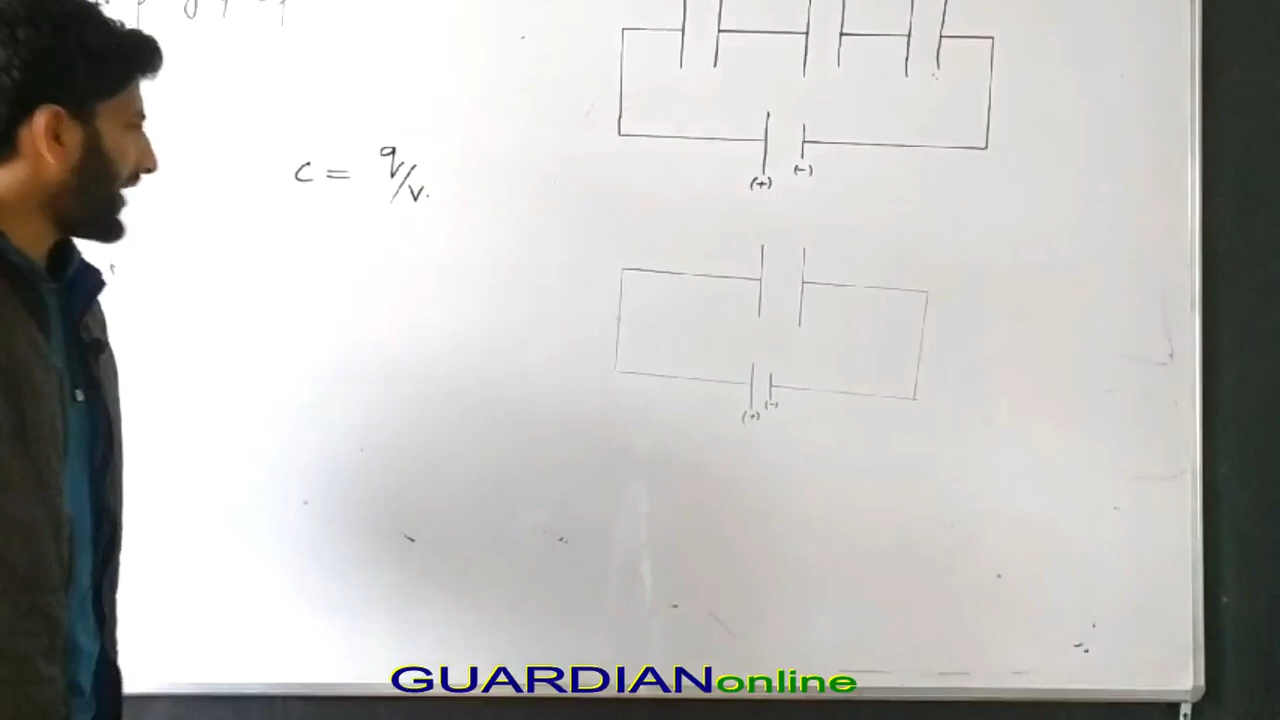 C = q/v.
(+) (-)
(+) (-)
GUARDIANonline